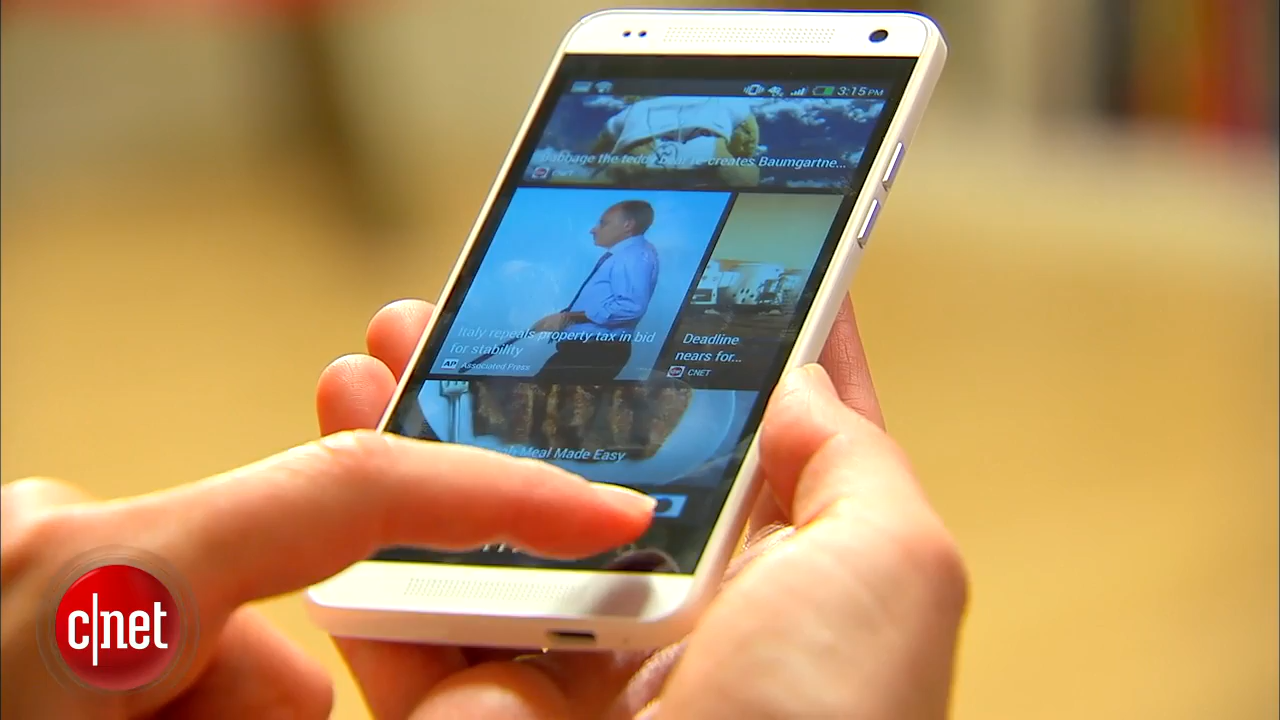 3:15 PM
Babbage the teddy bear re-creates Baumgartne...
CNET
Italy repeals property tax in bid
for stability
AP Associated Press
Deadline
nears for...
CNET
Meal Made Easy
c|net